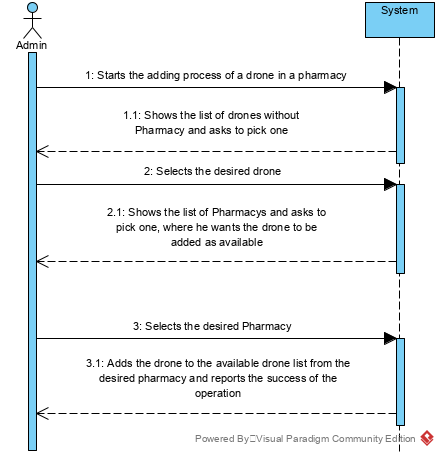 System
Admin
1: Starts the adding process of a drone in a pharmacy
1.1: Shows the list of drones without
Pharmacy and asks to pick one
2: Selects the desired drone
2.1: Shows the list of Pharmacys and asks to
pick one, where he wants the drone to be
added as available
3: Selects the desired Pharmacy
3.1: Adds the drone to the available drone list from the
desired pharmacy and reports the success of the
operation
Powered By Visual Paradigm Community Edition